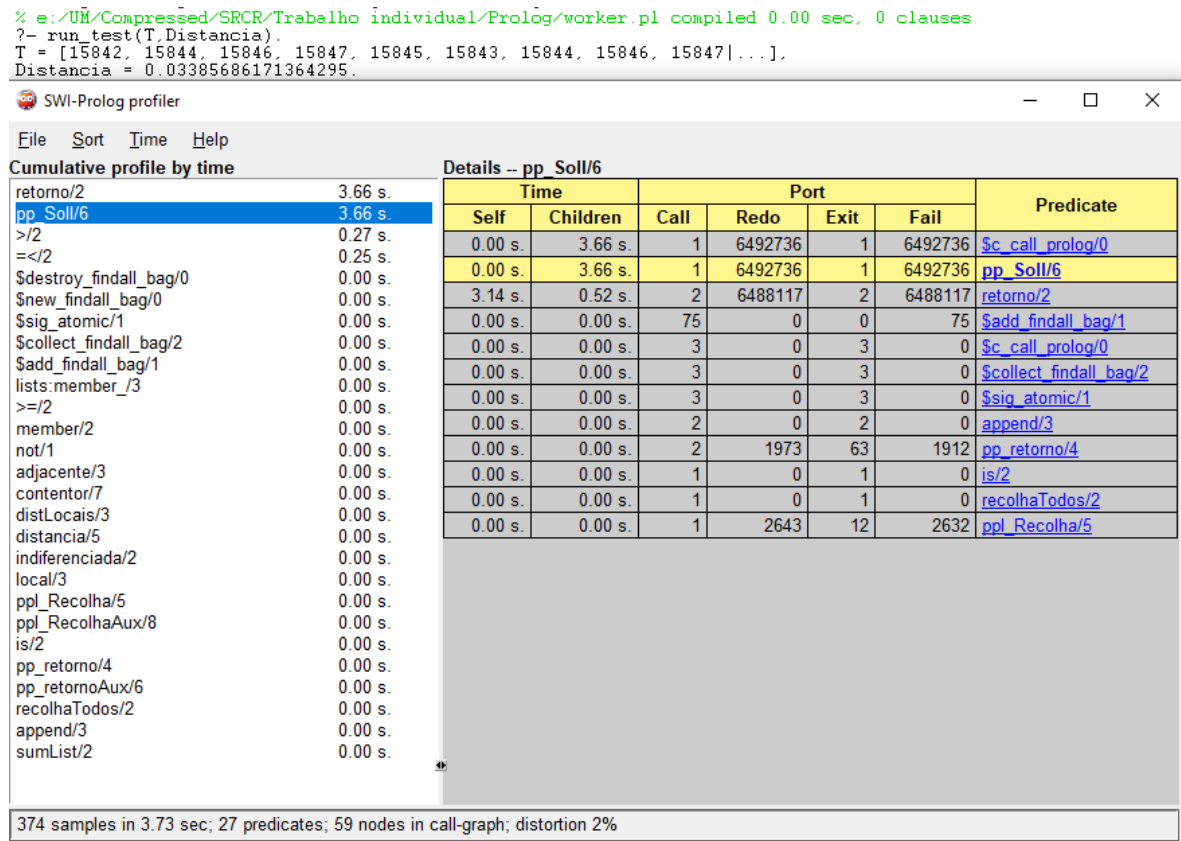 % e:/UM/Compressed/SRCR/Trabalho individual/Prolog/worker.pl compiled 0.00 sec, 0 clauses
?- run_test(T,Distancia).
T = [15842, 15844, 15846, 15847, 15845, 15843, 15844, 15846, 15847|...],
Distancia = 0.03385686171364295.
SWI-Prolog profiler
File Sort Time Help
Cumulative profile by time
retorno/2 3.66 s.
pp_Soll/6 3.66 s.
>/2 0.27 s.
=</2 0.25 s.
$destroy_findall_bag/0 0.00 s.
$new_findall_bag/0 0.00 s.
$sig_atomic/1 0.00 s.
$collect_findall_bag/2 0.00 s.
$add_findall_bag/1 0.00 s.
lists:member_/3 0.00 s.
>=/2 0.00 s.
member/2 0.00 s.
not/1 0.00 s.
adjacente/3 0.00 s.
contentor/7 0.00 s.
distLocais/3 0.00 s.
distancia/5 0.00 s.
indiferenciada/2 0.00 s.
local/3 0.00 s.
ppl_Recolha/5 0.00 s.
ppl_RecolhaAux/8 0.00 s.
is/2 0.00 s.
pp_retorno/4 0.00 s.
pp_retornoAux/6 0.00 s.
recolhaTodos/2 0.00 s.
append/3 0.00 s.
sumList/2 0.00 s.
Details -- pp_Soll/6
Time Port Predicate
Self Children Call Redo Exit Fail
0.00 s. 3.66 s. 1 6492736 1 6492736 $c_call_prolog/0
0.00 s. 3.66 s. 1 6492736 1 6492736 pp_Soll/6
3.14 s. 0.52 s. 2 6488117 2 6488117 retorno/2
0.00 s. 0.00 s. 75 0 0 75 $add_findall_bag/1
0.00 s. 0.00 s. 3 0 3 0 $c_call_prolog/0
0.00 s. 0.00 s. 3 0 3 0 $collect_findall_bag/2
0.00 s. 0.00 s. 3 0 3 0 $sig_atomic/1
0.00 s. 0.00 s. 2 0 2 0 append/3
0.00 s. 0.00 s. 2 1973 63 1912 pp_retorno/4
0.00 s. 0.00 s. 1 0 1 0 is/2
0.00 s. 0.00 s. 1 0 1 0 recolhaTodos/2
0.00 s. 0.00 s. 1 2643 12 2632 ppl_Recolha/5
374 samples in 3.73 sec; 27 predicates; 59 nodes in call-graph; distortion 2%